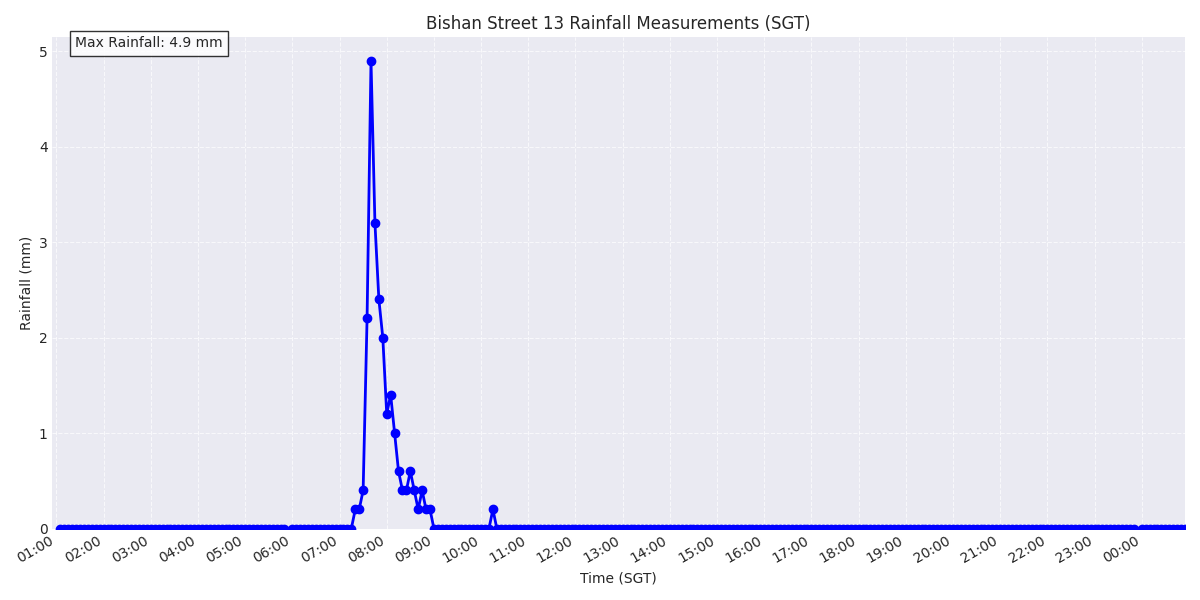 Bishan Street 13 Rainfall Measurements (SGT)
Max Rainfall: 4.9 mm
5
4
3
2
1
0
Rainfall (mm)
01:00 02:00 03:00 04:00 05:00 06:00 07:00 08:00 09:00 10:00 11:00 12:00 13:00 14:00 15:00 16:00 17:00 18:00 19:00 20:00 21:00 22:00 23:00 00:00
Time (SGT)